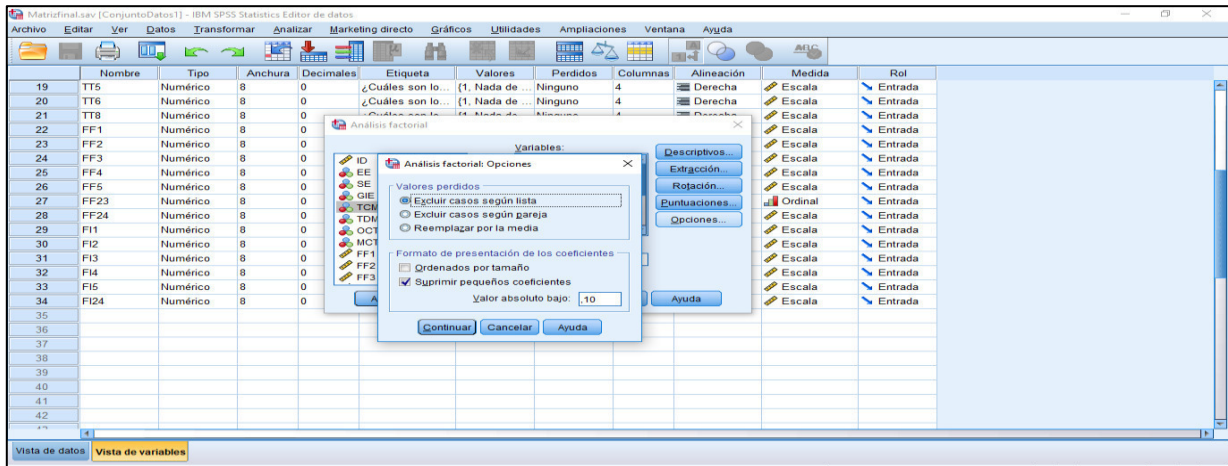 Matrizfinal.sav [ConjuntoDatos1] - IBM SPSS Statistics Editor de datos
Archivo Editar Ver Datos Transformar Analizar Marketing directo Gráficos Utilidades Ampliaciones Ventana Ayuda
Nombre Tipo Anchura Decimales Etiqueta Valores Perdidos Columnas Alineación Medida Rol
19 TT5 Numérico 8 0 ¿Cuáles son lo... {1, Nada de ... Ninguno 4 Derecha Escala Entrada
20 TT6 Numérico 8 0 ¿Cuáles son lo... {1, Nada de ... Ninguno 4 Derecha Escala Entrada
21 TT8 Numérico 8 0 ¿Cuáles son lo... {1, Nada de ... Ninguno 4 Derecha Escala Entrada
22 FF1 Numérico 8 0 Escala Entrada
23 FF2 Numérico 8 0 Escala Entrada
24 FF3 Numérico 8 0 Escala Entrada
25 FF4 Numérico 8 0 Escala Entrada
26 FF5 Numérico 8 0 Escala Entrada
27 FF23 Numérico 8 0 Ordinal Entrada
28 FF24 Numérico 8 0 Escala Entrada
29 FI1 Numérico 8 0 Escala Entrada
30 FI2 Numérico 8 0 Escala Entrada
31 FI3 Numérico 8 0 Escala Entrada
32 FI4 Numérico 8 0 Escala Entrada
33 FI5 Numérico 8 0 Escala Entrada
34 FI24 Numérico 8 0 Escala Entrada
35
36
37
38
39
40
41
42
Análisis factorial
Variables:
ID
EE
SE
GIE
TCM
TDM
OCT
MCT
FF1
FF2
FF3
Descriptivos...
Extracción...
Rotación...
Puntuaciones...
Opciones...
Ayuda
Análisis factorial: Opciones
Valores perdidos
Excluir casos según lista
Excluir casos según pareja
Reemplazar por la media
Formato de presentación de los coeficientes
Ordenados por tamaño
Suprimir pequeños coeficientes
Valor absoluto bajo: ,10
Continuar Cancelar Ayuda
Vista de datos Vista de variables